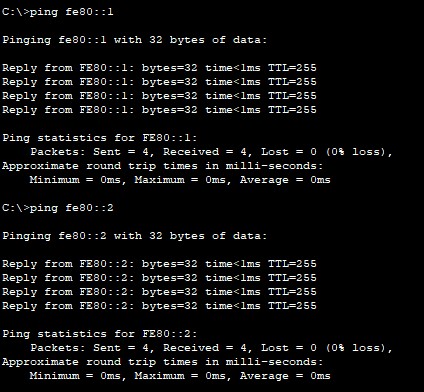 C:\>ping fe80::1
Pinging fe80::1 with 32 bytes of data:
Reply from FE80::1: bytes=32 time<1ms TTL=255
Reply from FE80::1: bytes=32 time<1ms TTL=255
Reply from FE80::1: bytes=32 time<1ms TTL=255
Reply from FE80::1: bytes=32 time<1ms TTL=255
Ping statistics for FE80::1:
    Packets: Sent = 4, Received = 4, Lost = 0 (0% loss),
Approximate round trip times in milli-seconds:
    Minimum = 0ms, Maximum = 0ms, Average = 0ms
C:\>ping fe80::2
Pinging fe80::2 with 32 bytes of data:
Reply from FE80::2: bytes=32 time<1ms TTL=255
Reply from FE80::2: bytes=32 time<1ms TTL=255
Reply from FE80::2: bytes=32 time<1ms TTL=255
Reply from FE80::2: bytes=32 time<1ms TTL=255
Ping statistics for FE80::2:
    Packets: Sent = 4, Received = 4, Lost = 0 (0% loss),
Approximate round trip times in milli-seconds:
    Minimum = 0ms, Maximum = 0ms, Average = 0ms